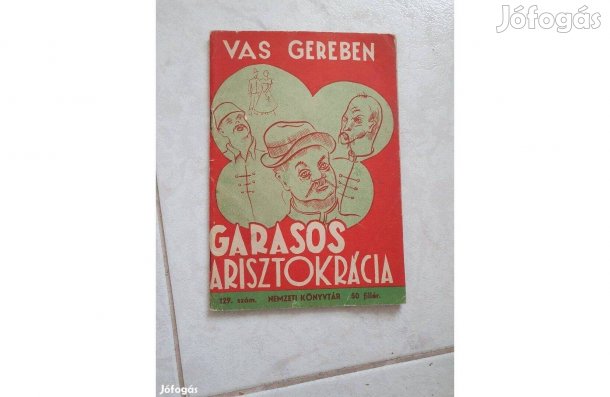 Jófogás
VAS GEREBEN
GARASOS
ARISZTOKRÁCIA
129. szám. NEMZETI KÖNYVTÁR 50 fillér.
Jófogás